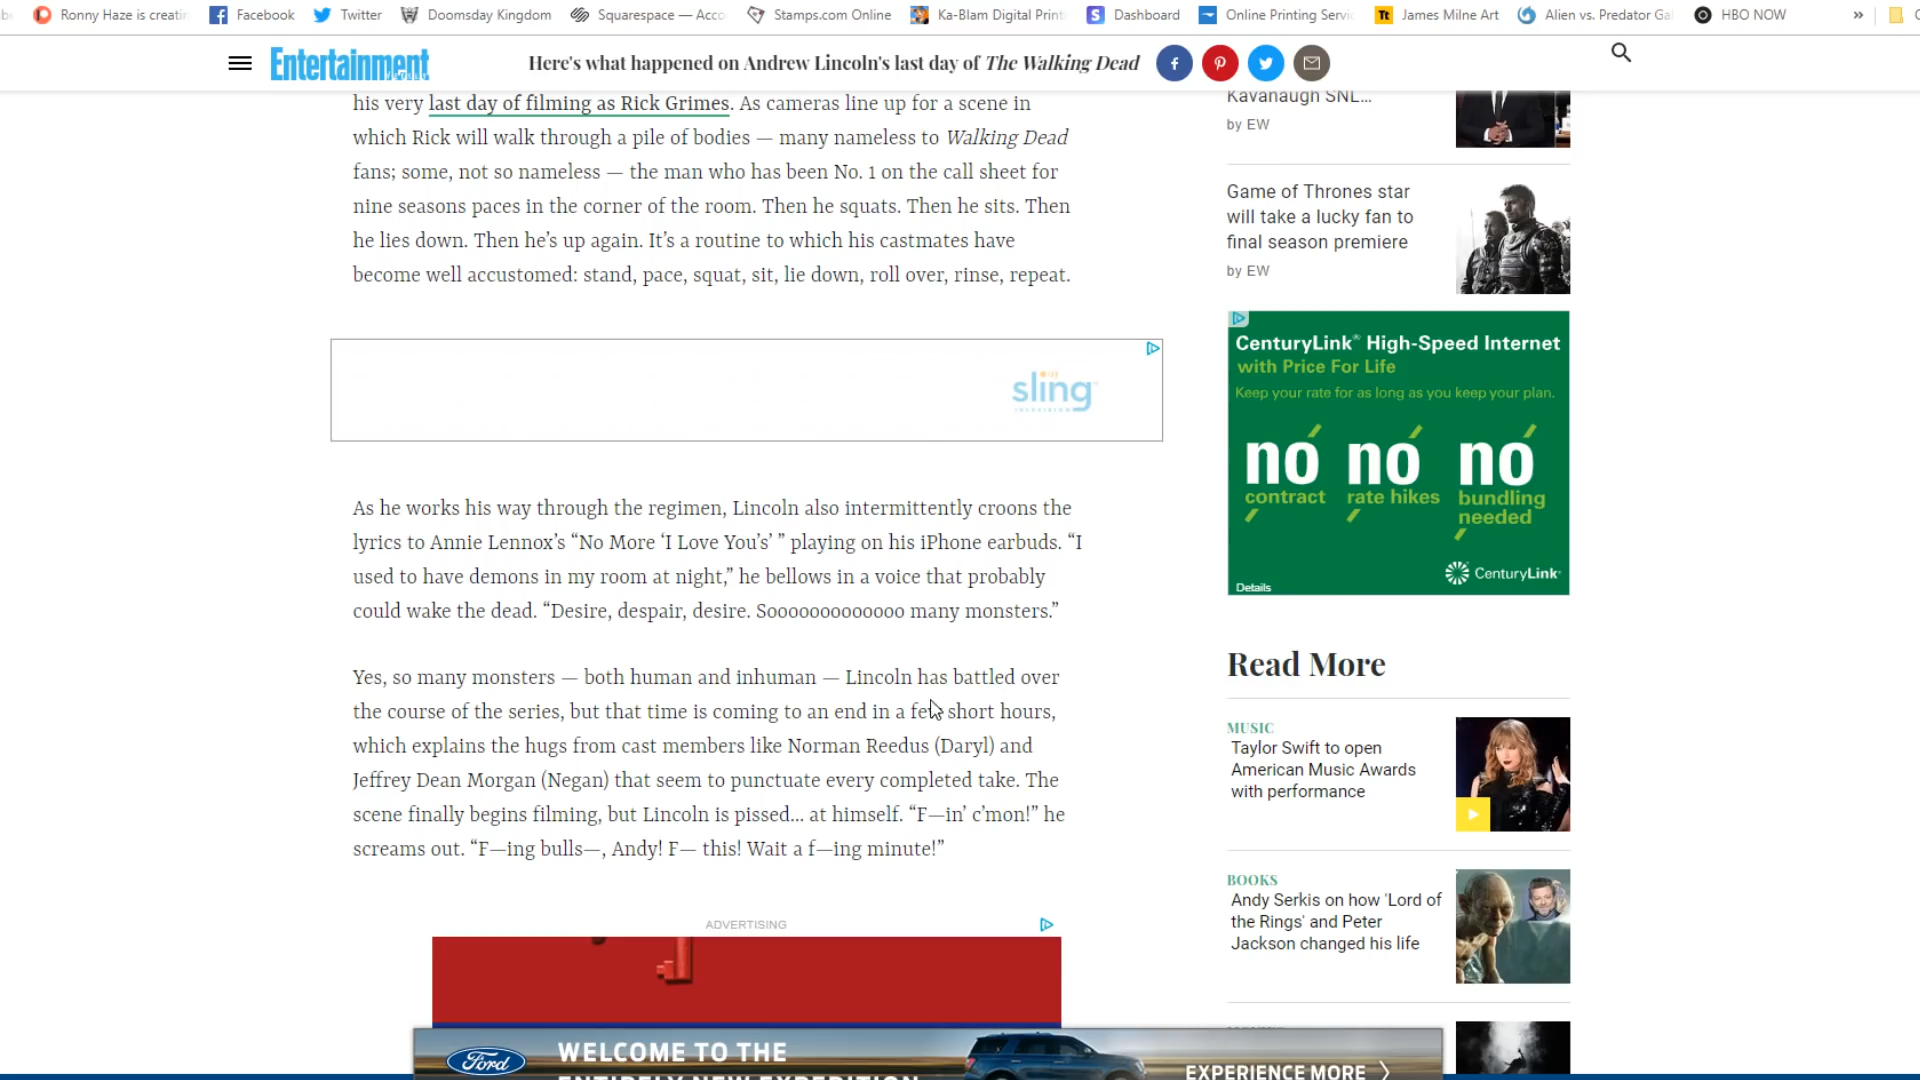 Ronny Haze is creatin
Facebook
Twitter
Doomsday Kingdom
Squarespace — Acco
Stamps.com Online
Ka-Blam Digital Print
Dashboard
Online Printing Servic
Tt
James Milne Art
Alien vs. Predator Ga
HBO NOW
»
Entertainment
Here's what happened on Andrew Lincoln's last day of The Walking Dead
his very last day of filming as Rick Grimes. As cameras line up for a scene in
which Rick will walk through a pile of bodies — many nameless to Walking Dead
fans; some, not so nameless — the man who has been No. 1 on the call sheet for
nine seasons paces in the corner of the room. Then he squats. Then he sits. Then
he lies down. Then he’s up again. It’s a routine to which his castmates have
become well accustomed: stand, pace, squat, sit, lie down, roll over, rinse, repeat.
sling
TELEVISION
As he works his way through the regimen, Lincoln also intermittently croons the
lyrics to Annie Lennox’s “No More ‘I Love You’s’ ” playing on his iPhone earbuds. “I
used to have demons in my room at night,” he bellows in a voice that probably
could wake the dead. “Desire, despair, desire. Sooooooooooooo many monsters.”
Yes, so many monsters — both human and inhuman — Lincoln has battled over
the course of the series, but that time is coming to an end in a few short hours,
which explains the hugs from cast members like Norman Reedus (Daryl) and
Jeffrey Dean Morgan (Negan) that seem to punctuate every completed take. The
scene finally begins filming, but Lincoln is pissed… at himself. “F—in’ c’mon!” he
screams out. “F—ing bulls—, Andy! F— this! Wait a f—ing minute!”
ADVERTISING
Kavanaugh SNL...
by EW
Game of Thrones star
will take a lucky fan to
final season premiere
by EW
CenturyLink® High-Speed Internet
with Price For Life
Keep your rate for as long as you keep your plan.
no no no
contract rate hikes bundling
needed
CenturyLink
Details
Read More
MUSIC
Taylor Swift to open
American Music Awards
with performance
BOOKS
Andy Serkis on how 'Lord of
the Rings' and Peter
Jackson changed his life
Ford
WELCOME TO THE
ENTIRELY NEW EXPEDITION
EXPERIENCE MORE